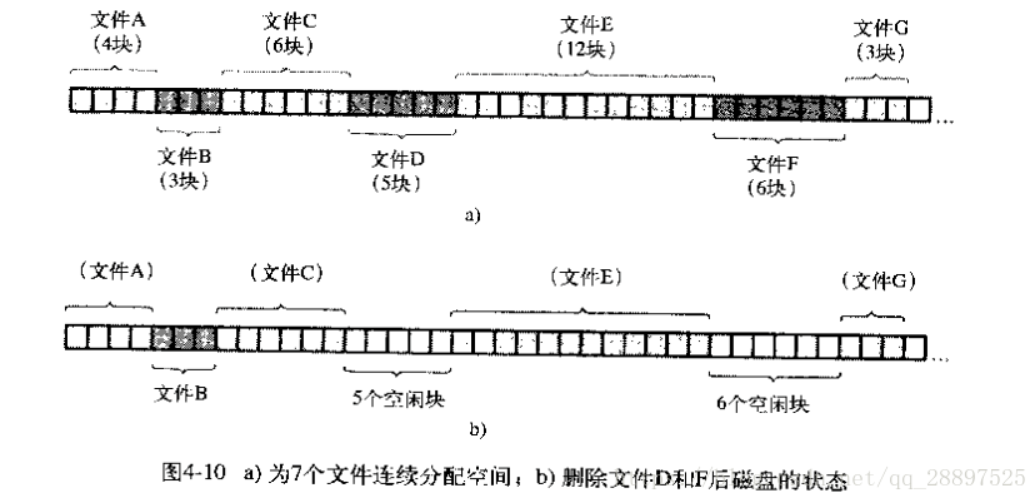 文件A 文件C 文件E 文件G
(4块) (6块) (12块) (3块)
...
文件B 文件D 文件F
(3块) (5块) (6块)
a)
(文件A) (文件C) (文件E) (文件G)
...
文件B 5个空闲块 6个空闲块
b)
图4-10 a) 为7个文件连续分配空间；b) 删除文件D和F后磁盘的状态
net/qq_28897525